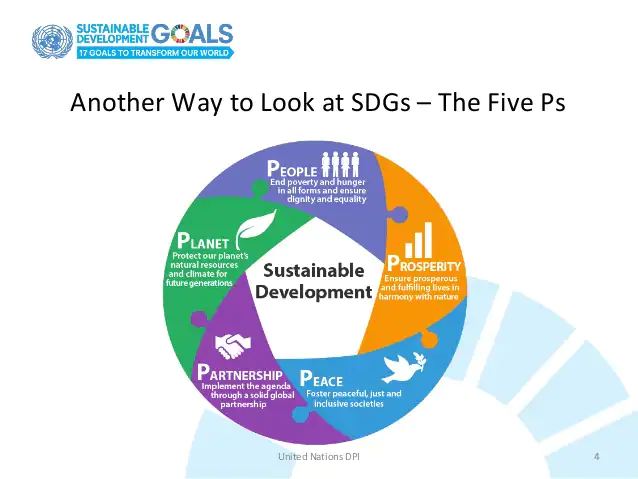 SUSTAINABLE
DEVELOPMENT
GOALS
17 GOALS TO TRANSFORM OUR WORLD
Another Way to Look at SDGs – The Five Ps
PEOPLE
End poverty and hunger
in all forms and ensure
dignity and equality
PROSPERITY
Ensure prosperous
and fulfilling lives in
harmony with nature
PEACE
Foster peaceful, just and
inclusive societies
PARTNERSHIP
Implement the agenda
through a solid global
partnership
PLANET
Protect our planet's
natural resources
and climate for
future generations
Sustainable
Development
United Nations DPI
4